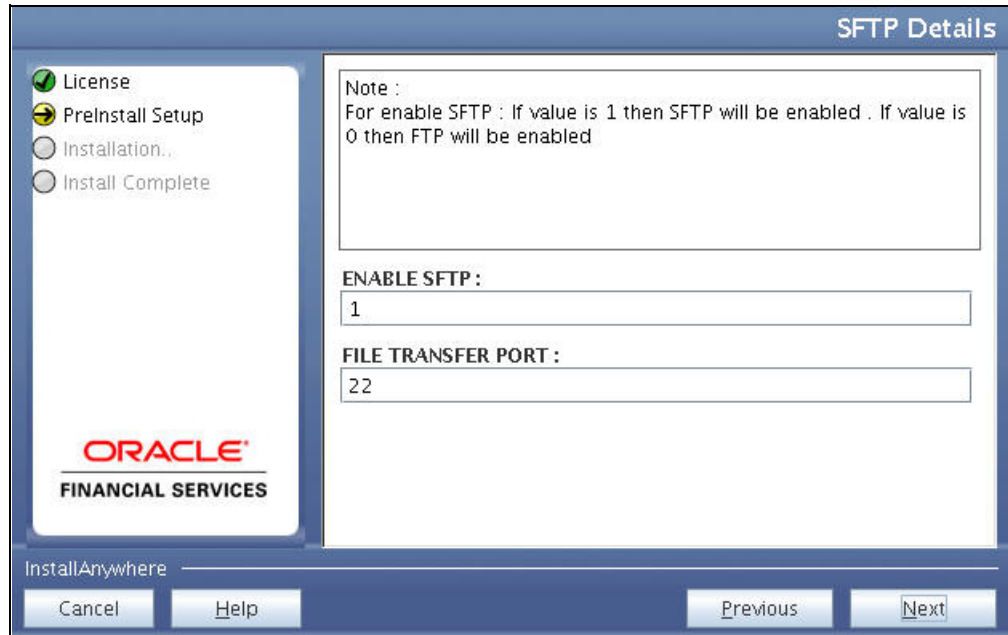 SFTP Details
License
PreInstall Setup
Installation..
Install Complete
Note :
For enable SFTP : If value is 1 then SFTP will be enabled . If value is
0 then FTP will be enabled
ENABLE SFTP :
1
FILE TRANSFER PORT :
22
ORACLE
FINANCIAL SERVICES
InstallAnywhere
Cancel
Help
Previous
Next